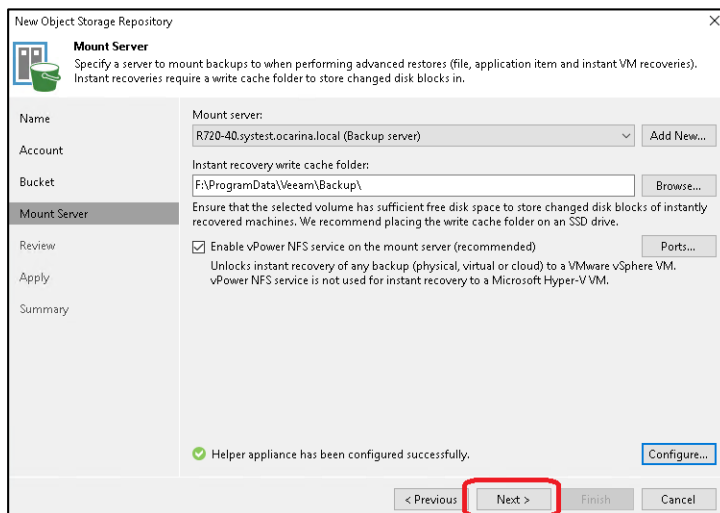 New Object Storage Repository
Mount Server
Specify a server to mount backups to when performing advanced restores (file, application item and instant VM recoveries).
Instant recoveries require a write cache folder to store changed disk blocks in.
Name
Account
Bucket
Mount Server
Review
Apply
Summary
Mount server:
R720-40.systest.ocarina.local (Backup server)
Add New...
Instant recovery write cache folder:
F:\ProgramData\Veeam\Backup\
Browse...
Ensure that the selected volume has sufficient free disk space to store changed disk blocks of instantly
recovered machines. We recommend placing the write cache folder on an SSD drive.
Enable vPower NFS service on the mount server (recommended)
Ports...
Unlocks instant recovery of any backup (physical, virtual or cloud) to a VMware vSphere VM.
vPower NFS service is not used for instant recovery to a Microsoft Hyper-V VM.
Helper appliance has been configured successfully.
Configure...
< Previous
Next >
Finish
Cancel